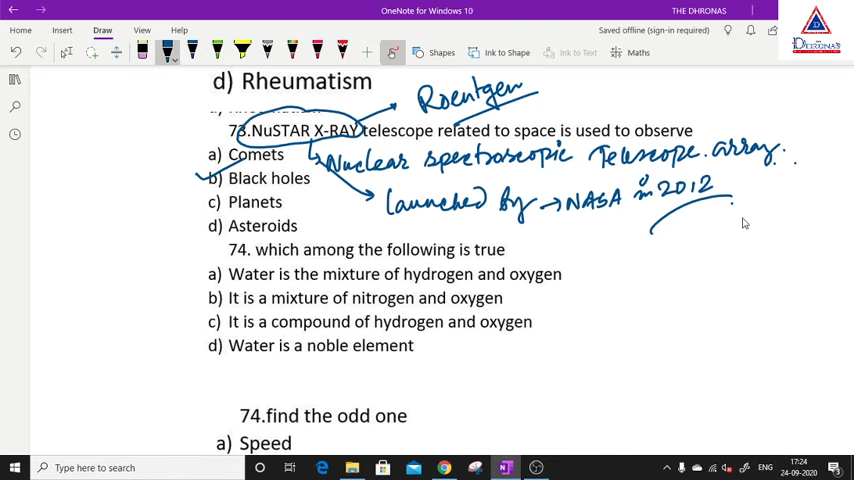 OneNote for Windows 10
THE DHRONAS
Home Insert Draw View Help
Saved offline (sign-in required)
DHRONA'S
Shapes Ink to Shape Ink to Text Maths
d) Rheumatism
Roentgen
73.NuSTAR X-RAY telescope related to space is used to observe
a) Comets
Nuclear spectroscopic Telescope array..
b) Black holes
launched by → NASA in 2012
c) Planets
d) Asteroids
74. which among the following is true
a) Water is the mixture of hydrogen and oxygen
b) It is a mixture of nitrogen and oxygen
c) It is a compound of hydrogen and oxygen
d) Water is a noble element
74.find the odd one
a) Speed
Type here to search
ENG
17:24
24-09-2020
3